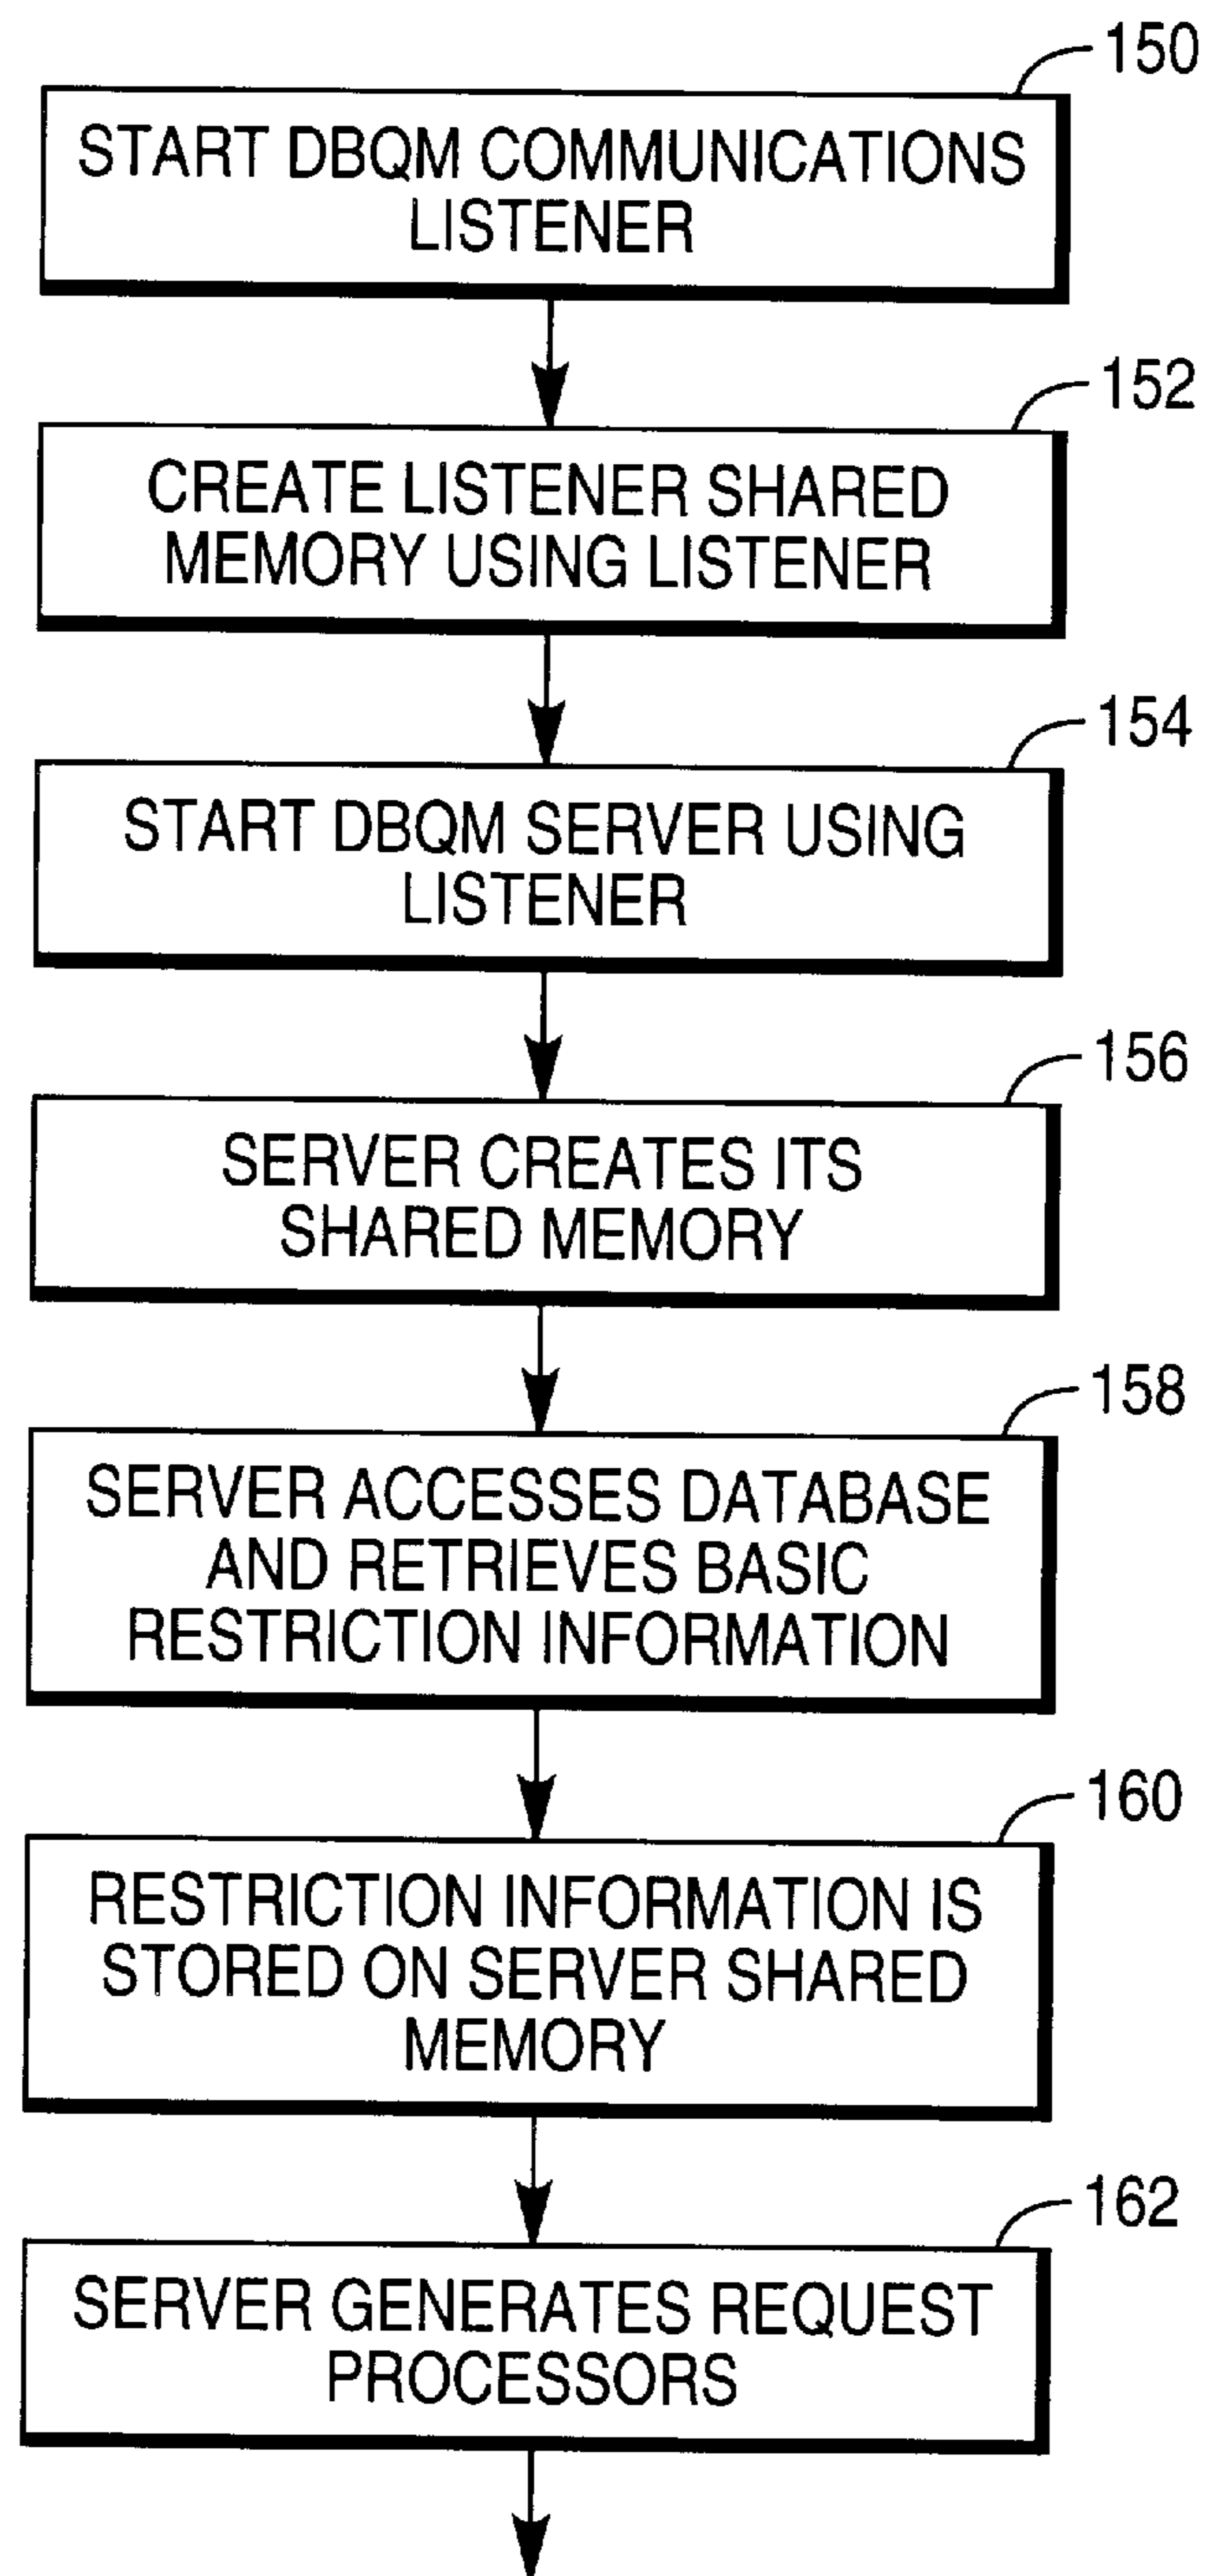 150
START DBQM COMMUNICATIONS
LISTENER
152
CREATE LISTENER SHARED
MEMORY USING LISTENER
154
START DBQM SERVER USING
LISTENER
156
SERVER CREATES ITS
SHARED MEMORY
158
SERVER ACCESSES DATABASE
AND RETRIEVES BASIC
RESTRICTION INFORMATION
160
RESTRICTION INFORMATION IS
STORED ON SERVER SHARED
MEMORY
162
SERVER GENERATES REQUEST
PROCESSORS